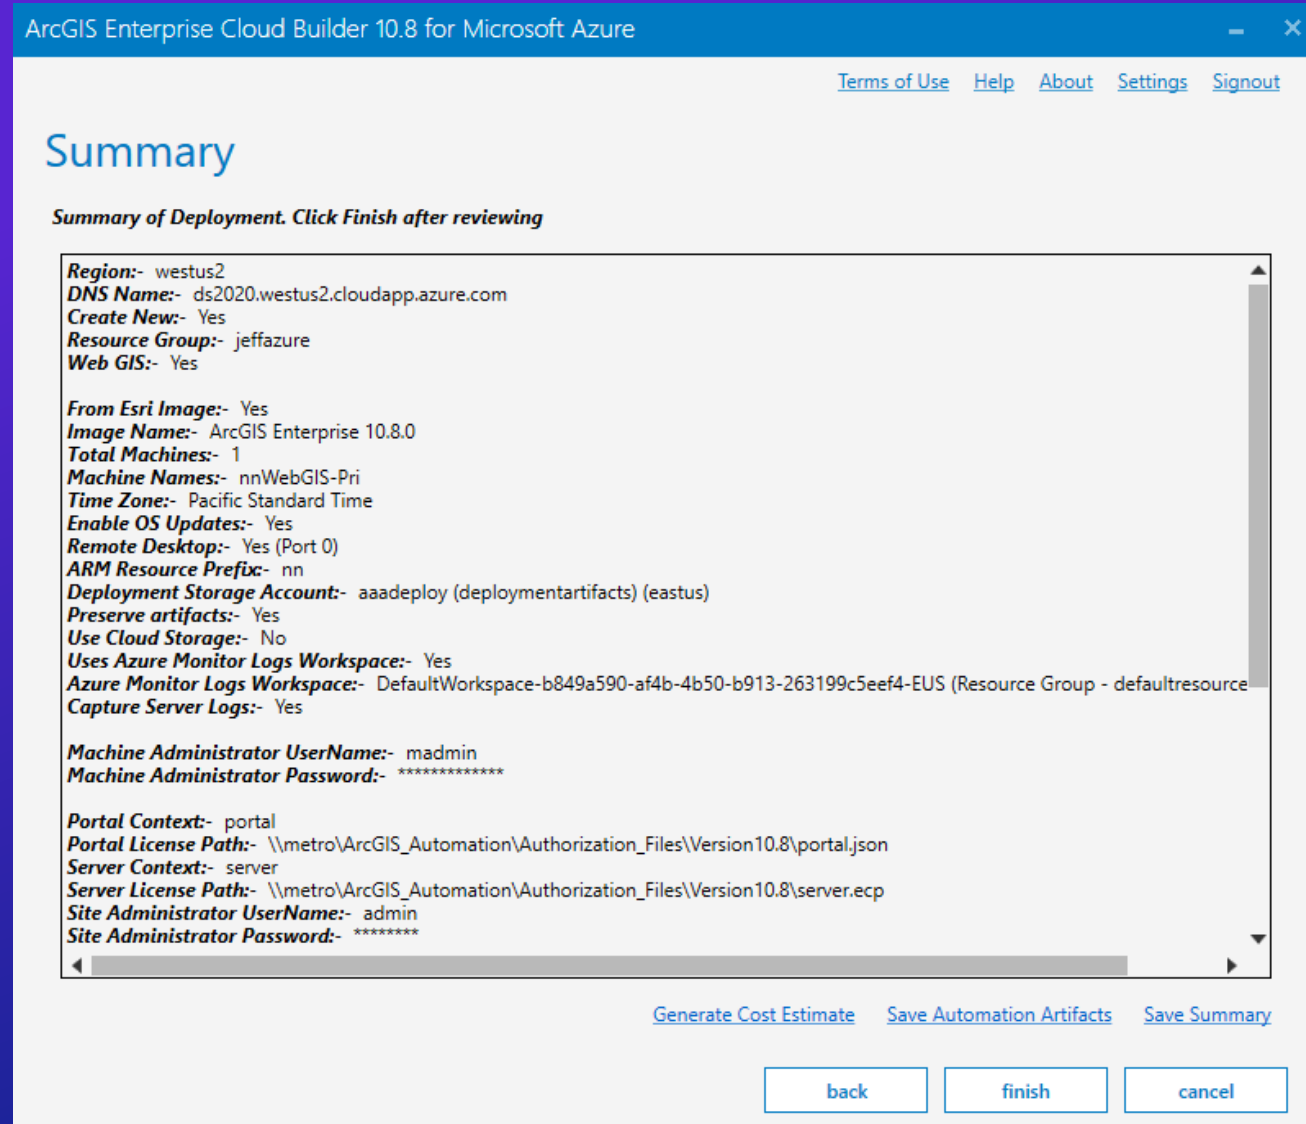 ArcGIS Enterprise Cloud Builder 10.8 for Microsoft Azure
Terms of Use Help About Settings Signout
Summary
Summary of Deployment. Click Finish after reviewing
Region:- westus2
DNS Name:- ds2020.westus2.cloudapp.azure.com
Create New:- Yes
Resource Group:- jeffazure
Web GIS:- Yes
From Esri Image:- Yes
Image Name:- ArcGIS Enterprise 10.8.0
Total Machines:- 1
Machine Names:- nnWebGIS-Pri
Time Zone:- Pacific Standard Time
Enable OS Updates:- Yes
Remote Desktop:- Yes (Port 0)
ARM Resource Prefix:- nn
Deployment Storage Account:- aaadeploy (deploymentartifacts) (eastus)
Preserve artifacts:- Yes
Use Cloud Storage:- No
Uses Azure Monitor Logs Workspace:- Yes
Azure Monitor Logs Workspace:- DefaultWorkspace-b849a590-af4b-4b50-b913-263199c5eef4-EUS (Resource Group - defaultresource
Capture Server Logs:- Yes
Machine Administrator UserName:- madmin
Machine Administrator Password:- *************
Portal Context:- portal
Portal License Path:- \\metro\ArcGIS_Automation\Authorization_Files\Version10.8\portal.json
Server Context:- server
Server License Path:- \\metro\ArcGIS_Automation\Authorization_Files\Version10.8\server.ecp
Site Administrator UserName:- admin
Site Administrator Password:- ********
Generate Cost Estimate Save Automation Artifacts Save Summary
back finish cancel